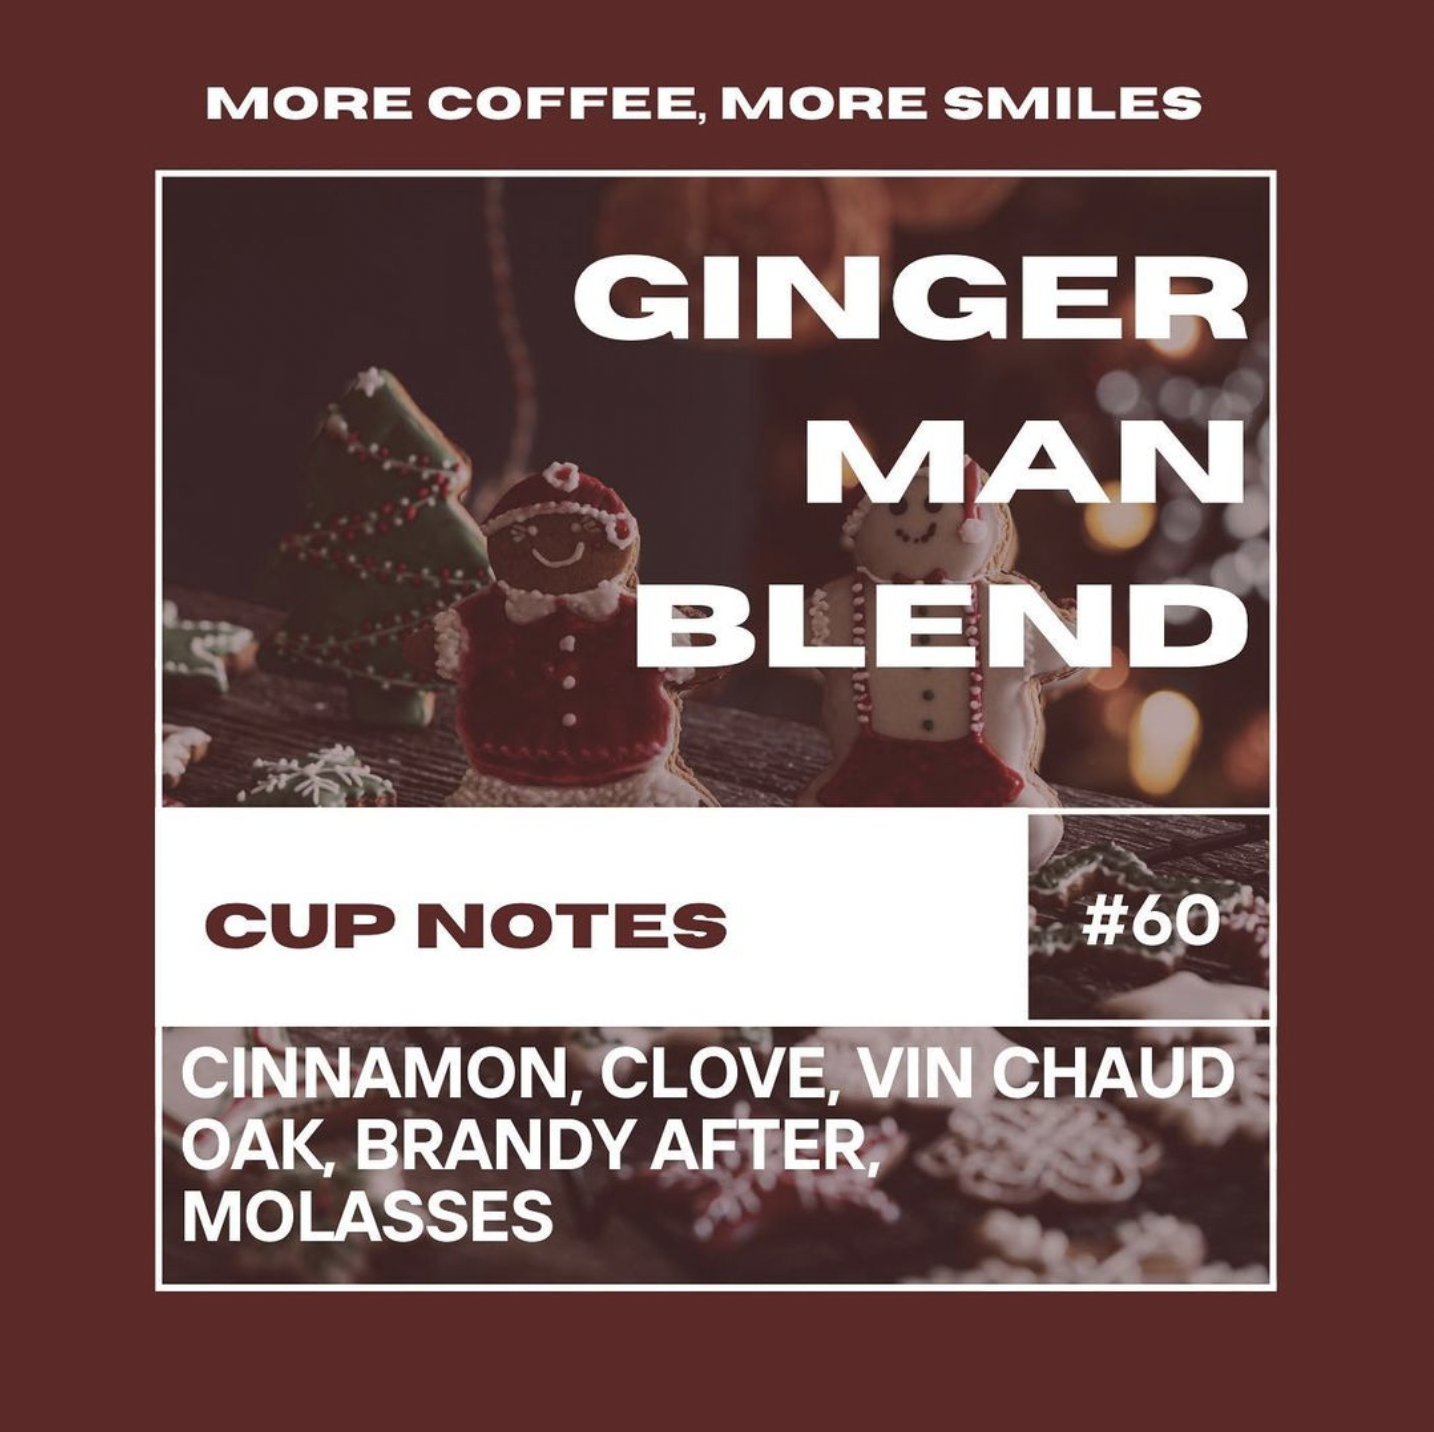 MORE COFFEE, MORE SMILES
GINGER
MAN
BLEND
CUP NOTES
#60
CINNAMON, CLOVE, VIN CHAUD
OAK, BRANDY AFTER,
MOLASSES